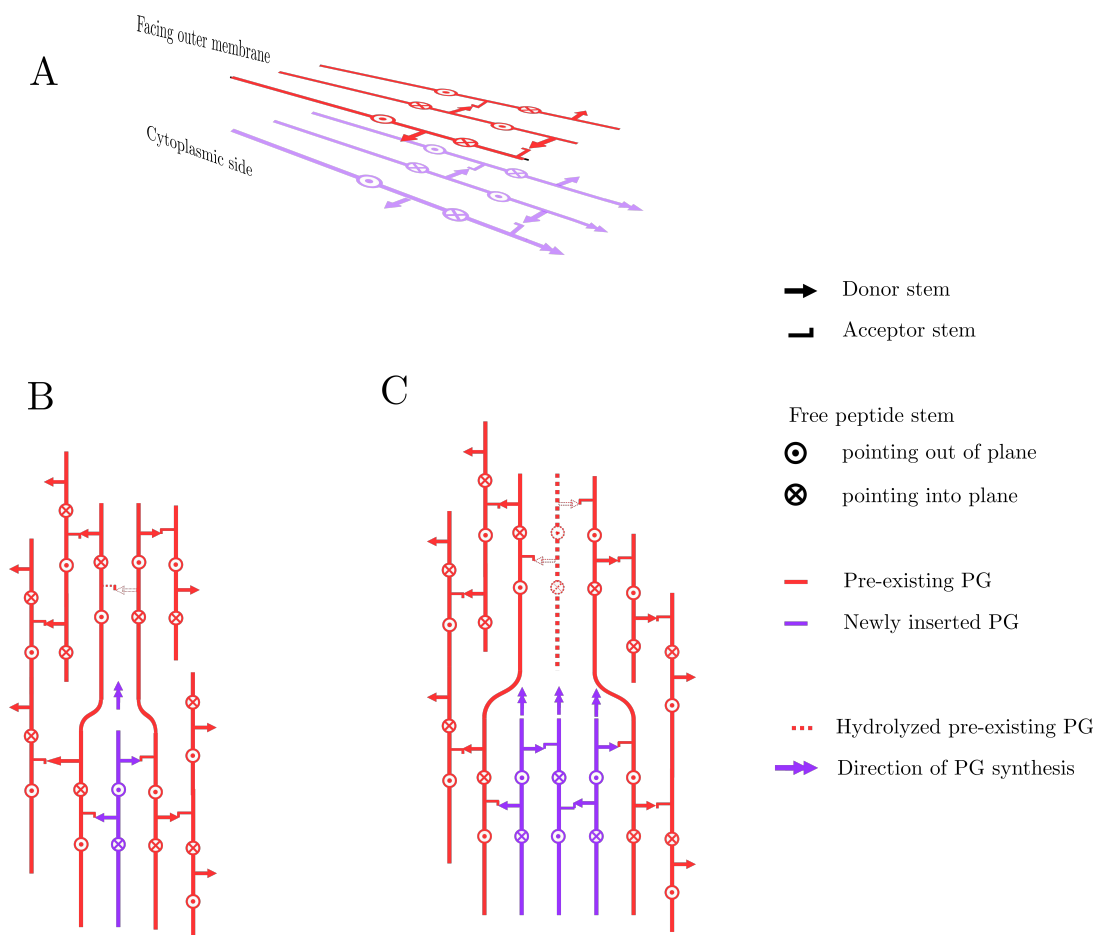 Facing outer membrane
A
Cytoplasmic side
Donor stem
Acceptor stem
B
C
Free peptide stem
pointing out of plane
pointing into plane
Pre-existing PG
Newly inserted PG
Hydrolyzed pre-existing PG
Direction of PG synthesis